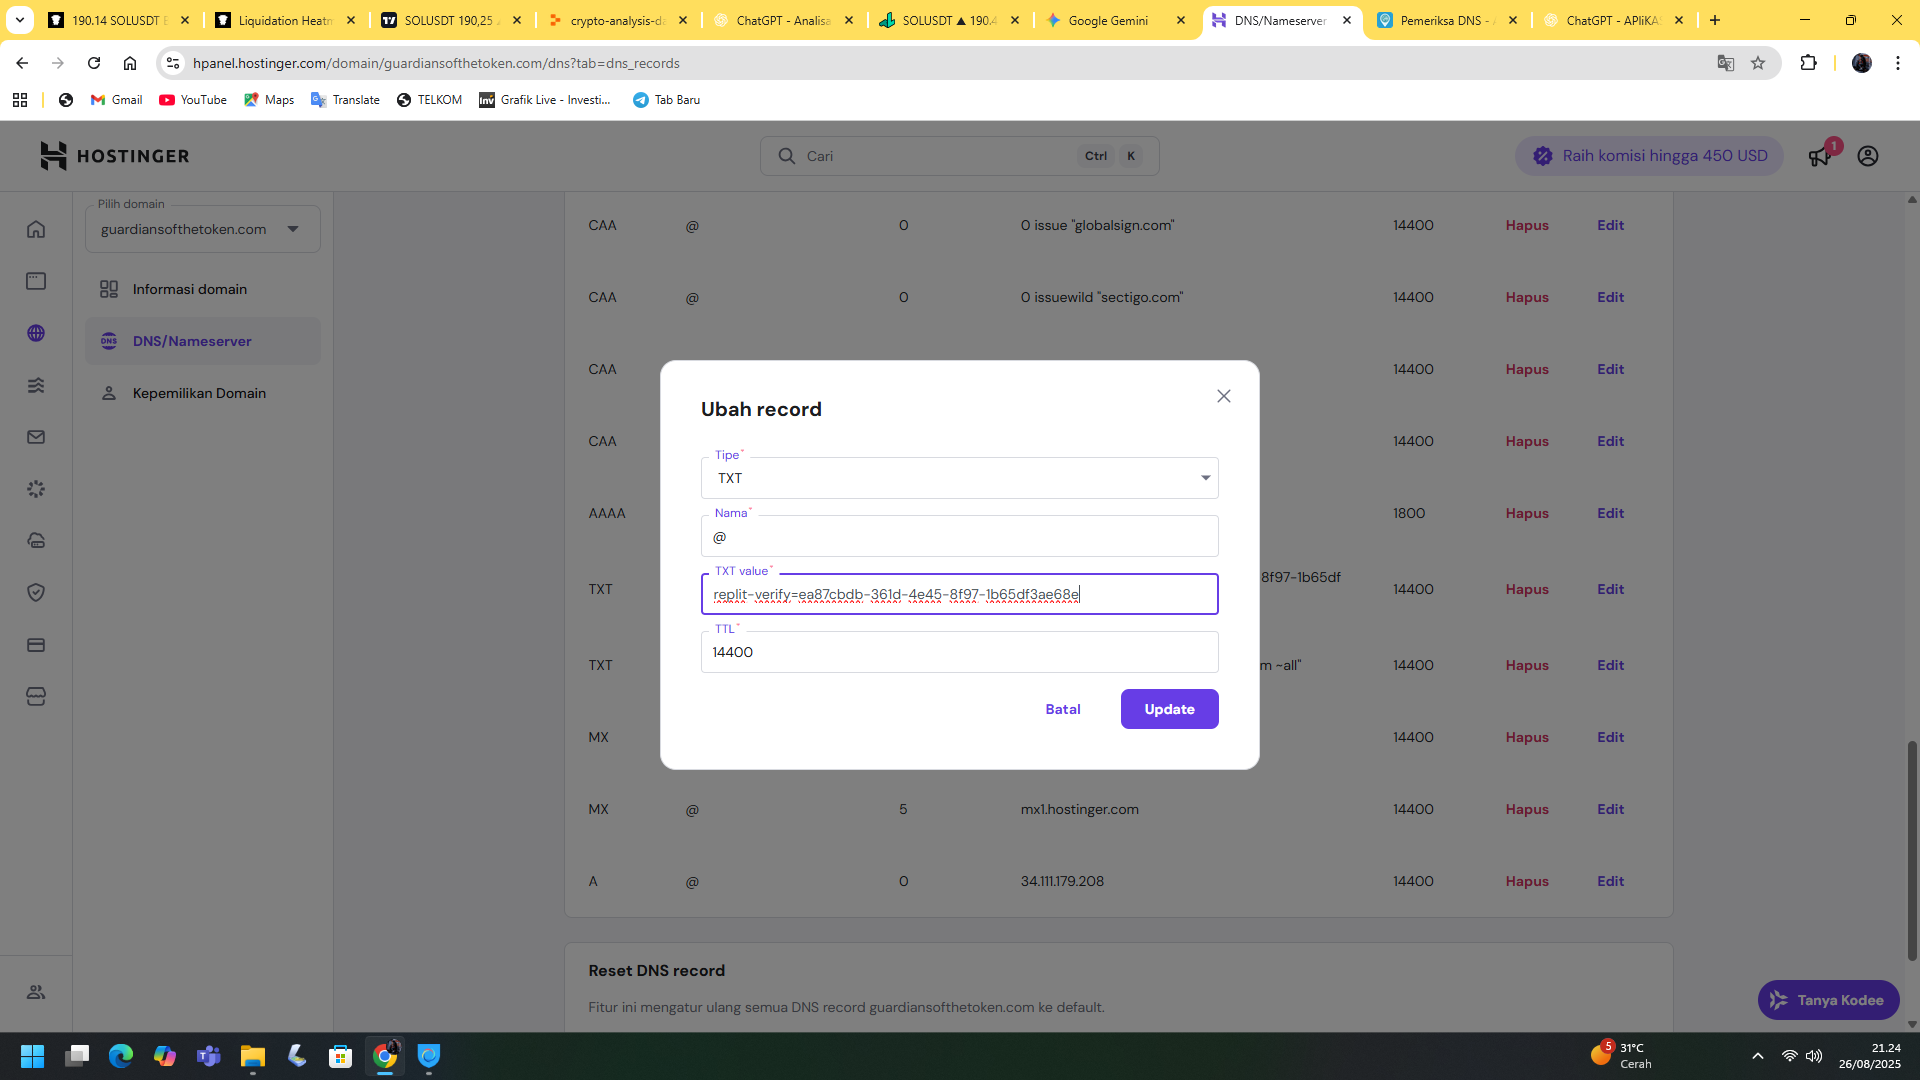 190.14 SOLUSDT
Liquidation Heatm
SOLUSDT 190,25
crypto-analysis-da
ChatGPT - Analisa
SOLUSDT ▲ 190.4
Google Gemini
DNS/Nameserver
Pemeriksa DNS -
ChatGPT - APliKA
hpanel.hostinger.com/domain/guardiansofthetoken.com/dns?tab=dns_records
Gmail
YouTube
Maps
Translate
TELKOM
Inv
Grafik Live - Investi...
Tab Baru
HOSTINGER
Cari
Ctrl
K
Raih komisi hingga 450 USD
1
Pilih domain
guardiansofthetoken.com
Informasi domain
DNS
DNS/Nameserver
Kepemilikan Domain
CAA @ 0 0 issue "globalsign.com" 14400 Hapus Edit
CAA @ 0 0 issuewild "sectigo.com" 14400 Hapus Edit
CAA 14400 Hapus Edit
CAA 14400 Hapus Edit
AAAA 1800 Hapus Edit
8f97-1b65df
TXT 14400 Hapus Edit
TXT m ~all" 14400 Hapus Edit
MX 14400 Hapus Edit
MX @ 5 mx1.hostinger.com 14400 Hapus Edit
A @ 0 34.111.179.208 14400 Hapus Edit
Ubah record
Tipe*
TXT
Nama*
@
TXT value*
replit-verify=ea87cbdb-361d-4e45-8f97-1b65df3ae68e
TTL*
14400
Batal
Update
Reset DNS record
Fitur ini mengatur ulang semua DNS record guardiansofthetoken.com ke default.
Tanya Kodee
5
31°C
Cerah
21.24
26/08/2025